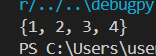 r/../..\debugpy
{1, 2, 3, 4}
PS C:\Users\use